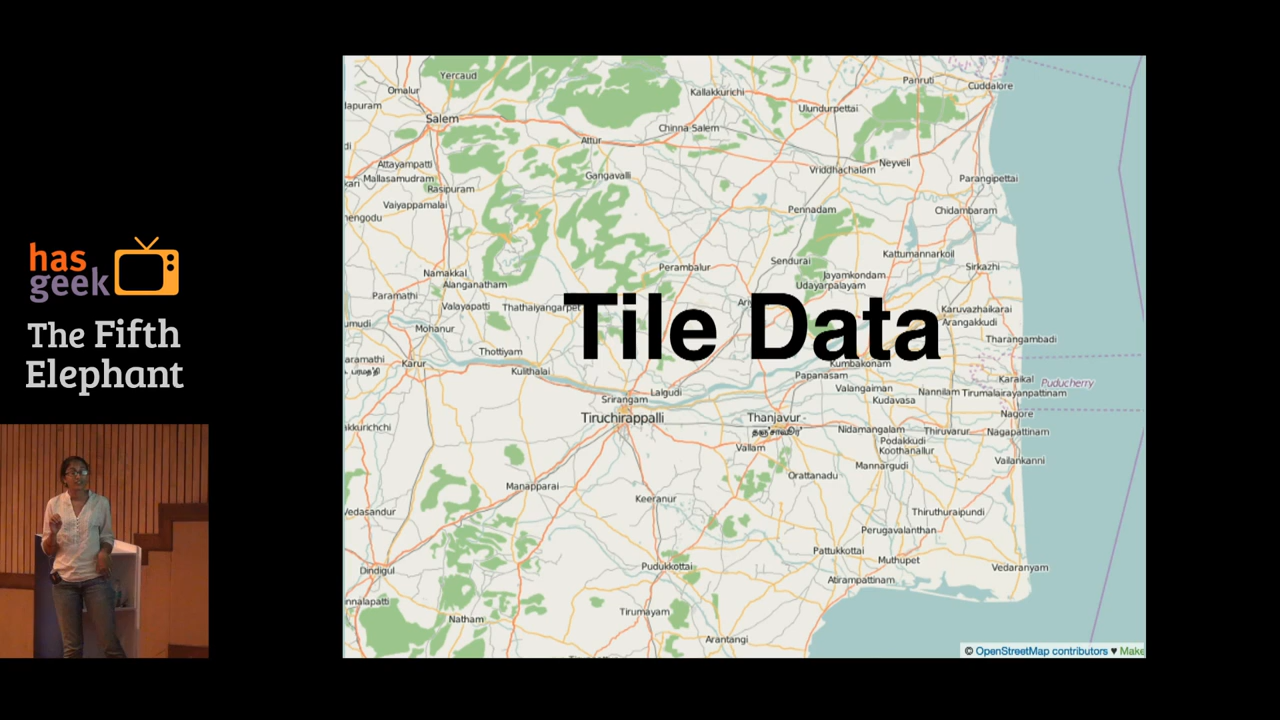 has
geek
The Fifth
Elephant
Yercaud
Panruti
Omalur
Kallakkurichi
Cuddalore
Ulundurpettai
Salem
Chinna Salem
Attur
Attayampatti
Neyveli
Mallasamudram
Gangavalli
Vriddhachalam
Parangipettai
Rasipuram
Vaiyappamalai
Pennadam
Chidambaram
Kattumannarkoil
Sendurai
Perambalur
Sirkazhi
Namakkal
Jayamkondam
Alanganatham
Udayarpalayam
Paramathi
Valayapatti
Thathaiyangarpet
Karuvazhaikarai
Arangakkudi
Tile Data
Mohanur
Tharangambadi
Thottiyam
Karur
Kumbakonam
Kulithalai
Papanasam
Karaikal
Puducherry
Valangaiman
Lalgudi
Nannilam
Tirumalairayanpattinam
Srirangam
Kudavasa
Nagore
Tiruchirappalli
Thanjavur -
Nidamangalam
Thiruvarur
Nagapattinam
Podakkudi
Vallam
Koothanallur
Mannargudi
Vailankanni
Orattanadu
Manapparai
Keeranur
Vedasandur
Thiruthuraipundi
Perugavalanthan
Pattukkottai
Muthupet
Dindigul
Pudukkottai
Vedaranyam
Atirampattinam
Natham
Tirumayam
Arantangi
© OpenStreetMap contributors ♥ Make